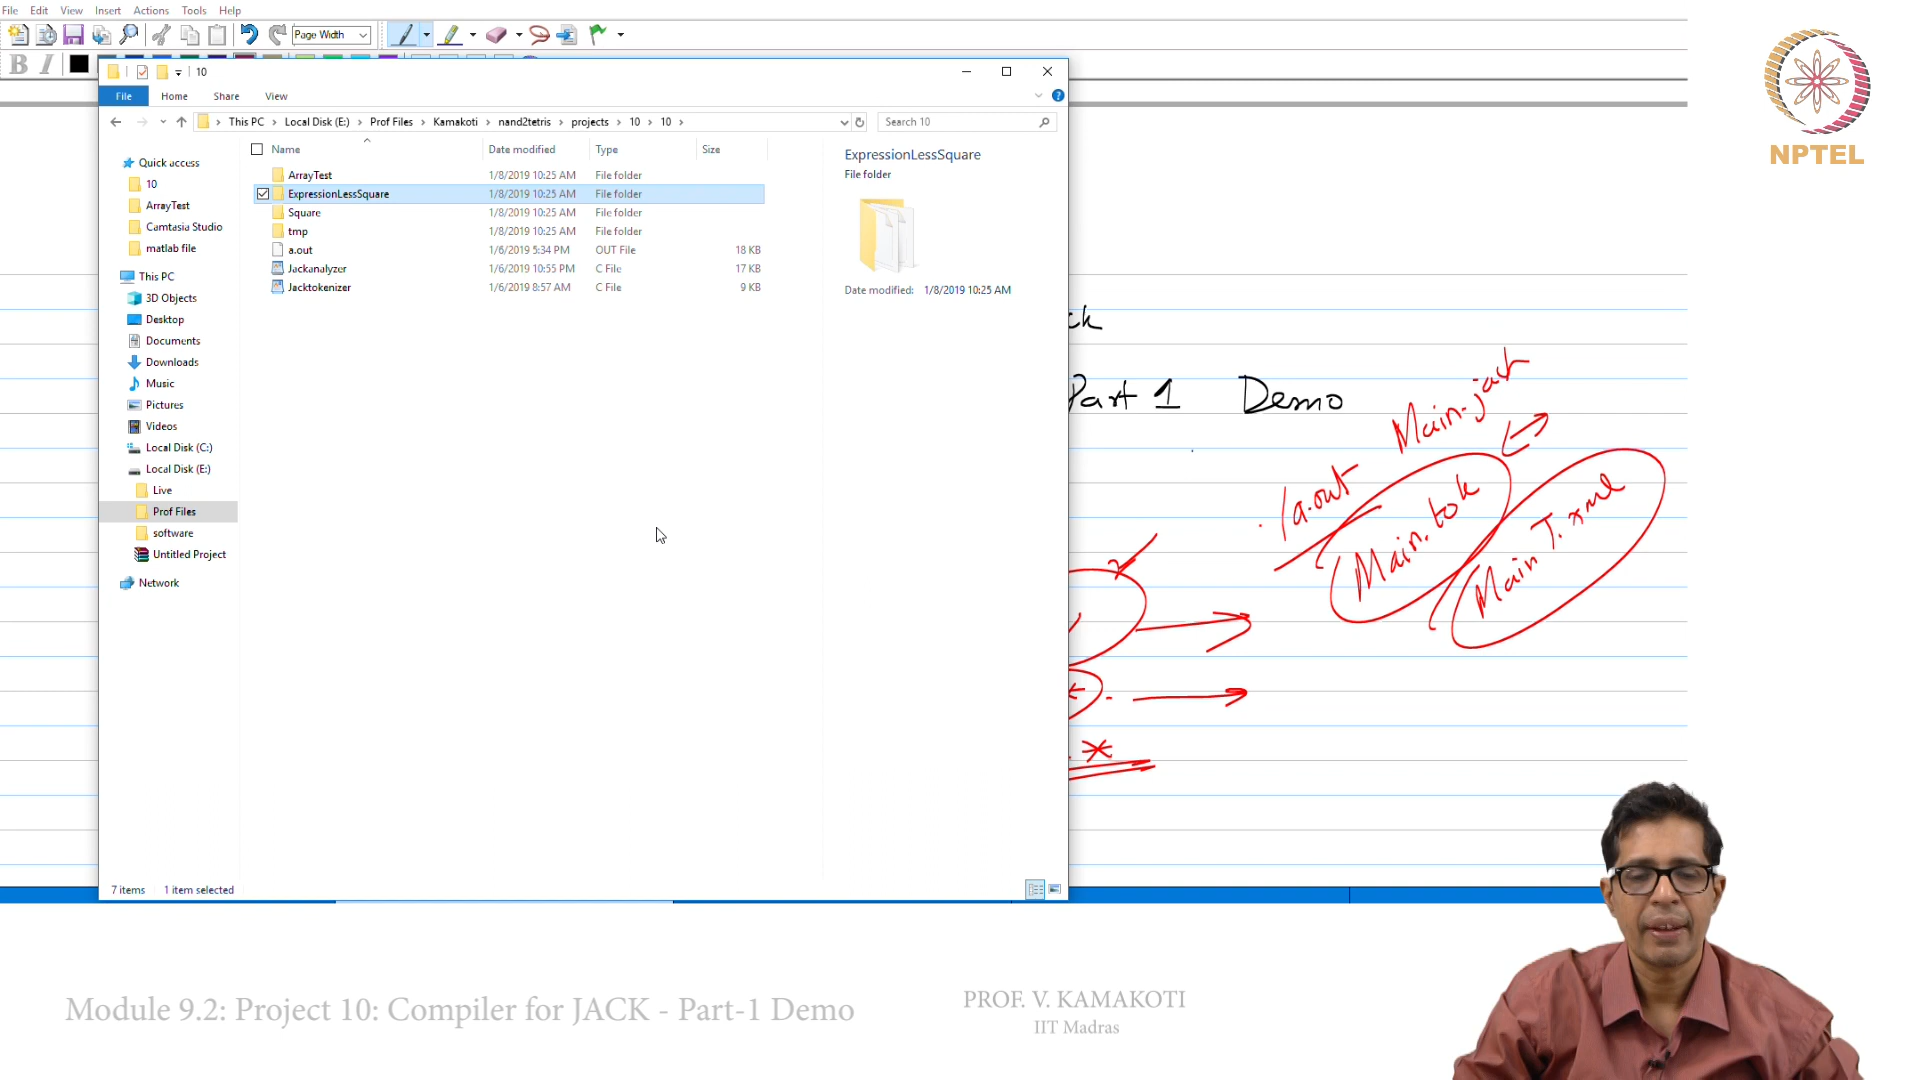 File Edit View Insert Actions Tools Help
Page Width
B I
10
File Home Share View
This PC > Local Disk (E:) > Prof Files > Kamakoti > nand2tetris > projects > 10 > 10 >
Search 10
Name Date modified Type Size
ArrayTest 1/8/2019 10:25 AM File folder
ExpressionLessSquare 1/8/2019 10:25 AM File folder
Square 1/8/2019 10:25 AM File folder
tmp 1/8/2019 10:25 AM File folder
a.out 1/6/2019 5:34 PM OUT File 18 KB
Jackanalyzer 1/6/2019 10:55 PM C File 17 KB
Jacktokenizer 1/6/2019 8:57 AM C File 9 KB
Quick access
10
ArrayTest
Camtasia Studio
matlab file
This PC
3D Objects
Desktop
Documents
Downloads
Music
Pictures
Videos
Local Disk (C:)
Local Disk (E:)
Live
Prof Files
software
Untitled Project
Network
ExpressionLessSquare
File folder
Date modified: 1/8/2019 10:25 AM
7 items 1 item selected
NPTEL
ck
Part 1 Demo
Main.jack
./a.out
Main.tok
MainT.xml
.*
Module 9.2: Project 10: Compiler for JACK - Part-1 Demo
PROF. V. KAMAKOTI
IIT Madras